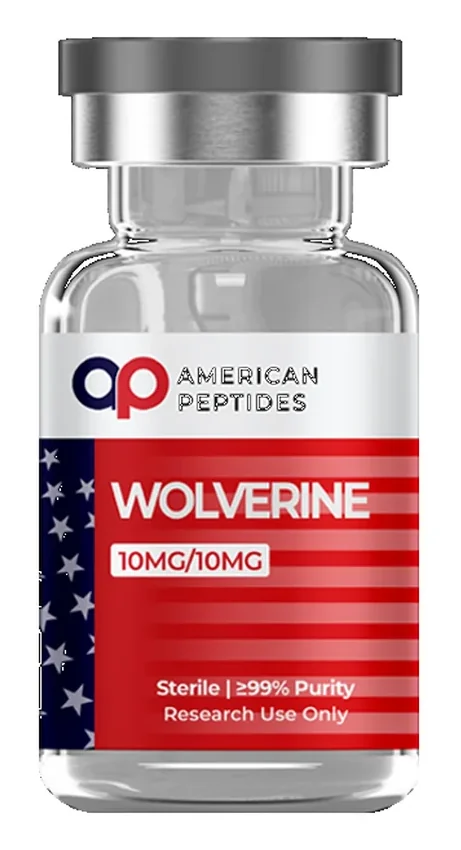 ap
AMERICAN
PEPTIDES
WOLVERINE
10MG/10MG
Sterile | ≥99% Purity
Research Use Only